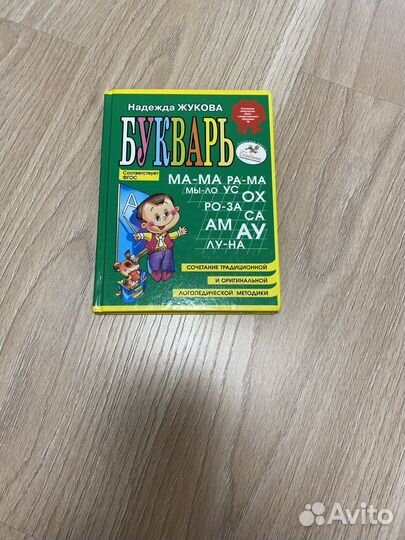 Надежда ЖУКОВА
БУКВАРЬ
Соответствует
ФГОС
МА-МА РА-МА
МЫ-ЛО УС ОХ
РО-ЗА СА
АМ АУ
ЛУ-НА
А
СОЧЕТАНИЕ ТРАДИЦИОННОЙ
И ОРИГИНАЛЬНОЙ
ЛОГОПЕДИЧЕСКОЙ МЕТОДИКИ
Avito